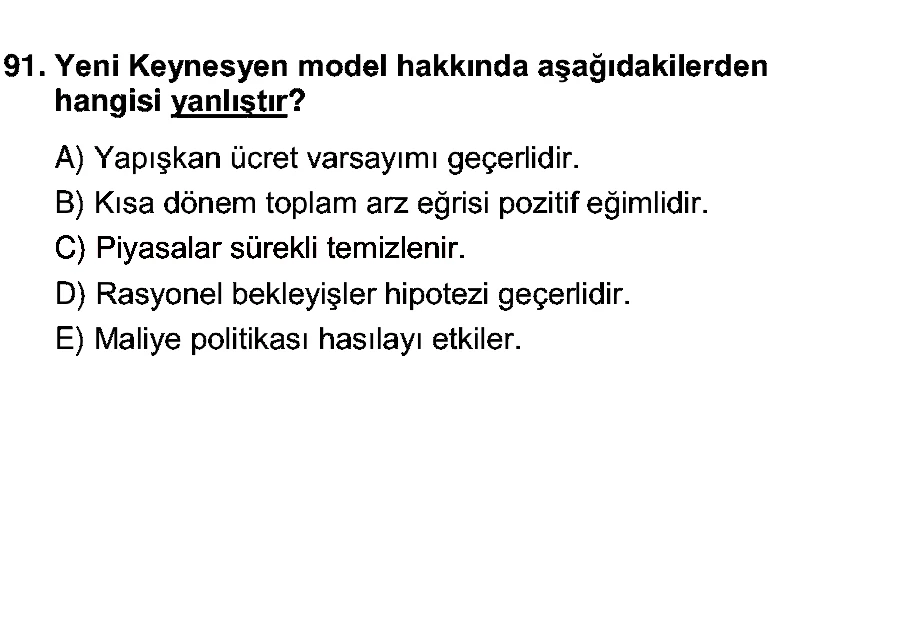 91. Yeni Keynesyen model hakkında aşağıdakilerden
hangisi yanlıştır?
A) Yapışkan ücret varsayımı geçerlidir.
B) Kısa dönem toplam arz eğrisi pozitif eğimlidir.
C) Piyasalar sürekli temizlenir.
D) Rasyonel bekleyişler hipotezi geçerlidir.
E) Maliye politikası hasılayı etkiler.